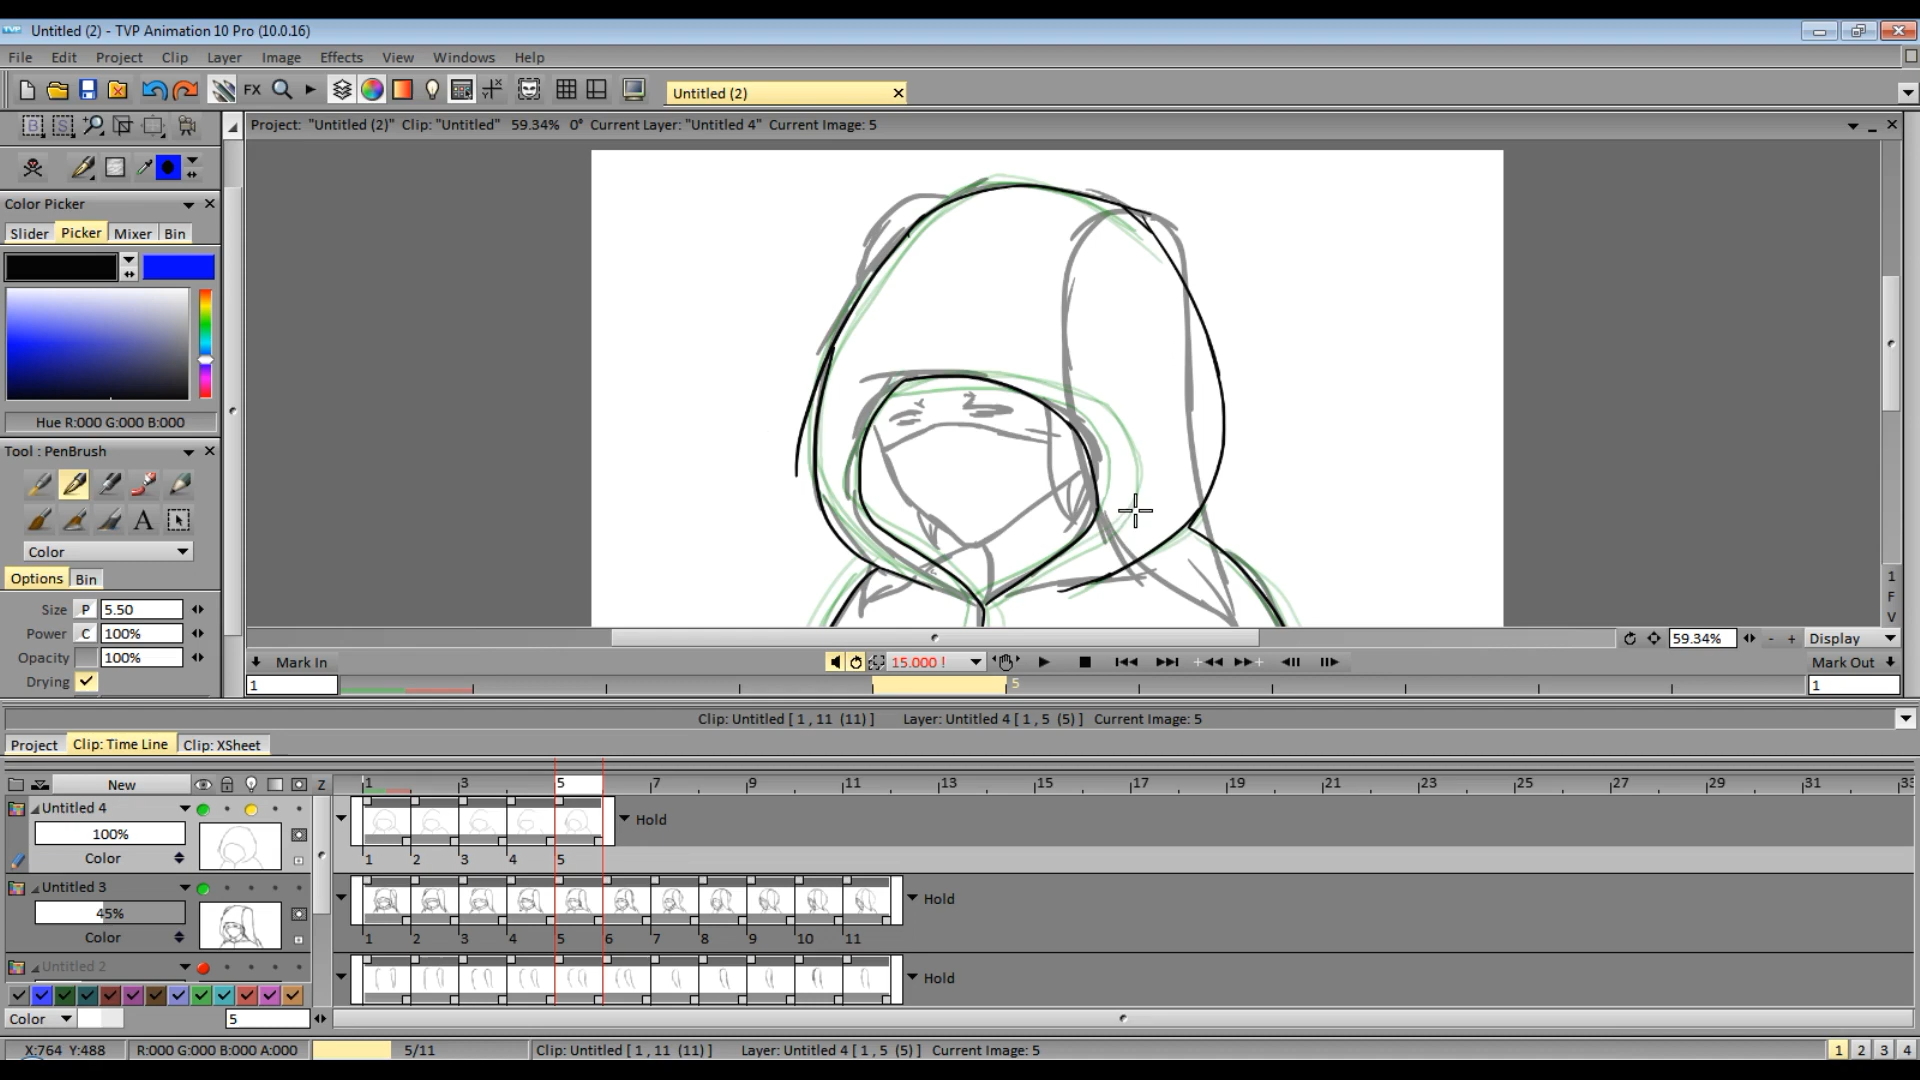 Untitled (2) - TVP Animation 10 Pro (10.0.16)
File Edit Project Clip Layer Image Effects View Windows Help
FX
Untitled (2)
Project: "Untitled (2)" Clip: "Untitled" 59.34% 0° Current Layer: "Untitled 4" Current Image: 5
Color Picker
Slider Picker Mixer Bin
Hue R:000 G:000 B:000
Tool : PenBrush
A
Color
Options Bin
Size P 5.50
Power C 100%
Opacity 100%
Drying
1
F
V
59.34% - + Display
Mark In 15.000 ! Mark Out
1 5 1
Clip: Untitled [ 1 , 11 (11) ] Layer: Untitled 4 [ 1 , 5 (5) ] Current Image: 5
Project Clip: Time Line Clip: XSheet
New Z 1 3 5 7 9 11 13 15 17 19 21 23 25 27 29 31 33
Untitled 4
100% Hold
Color 1 2 3 4 5
Untitled 3
45% Hold
Color 1 2 3 4 5 6 7 8 9 10 11
Untitled 2
Hold
Color 5
X:764 Y:488 R:000 G:000 B:000 A:000 5/11 Clip: Untitled [ 1 , 11 (11) ] Layer: Untitled 4 [ 1 , 5 (5) ] Current Image: 5 1 2 3 4